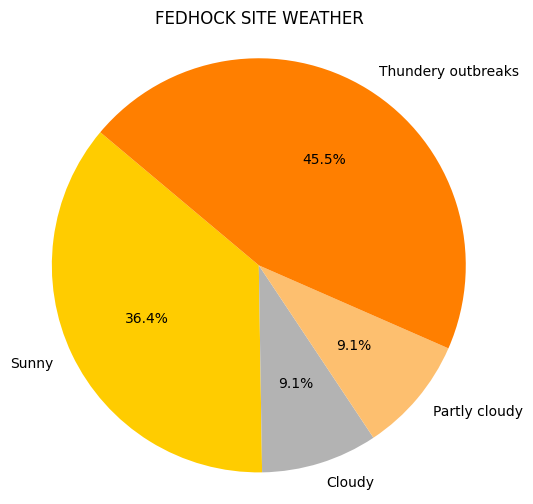 FEDHOCK SITE WEATHER
Thundery outbreaks
45.5%
36.4%
9.1%
9.1%
Sunny
Partly cloudy
Cloudy